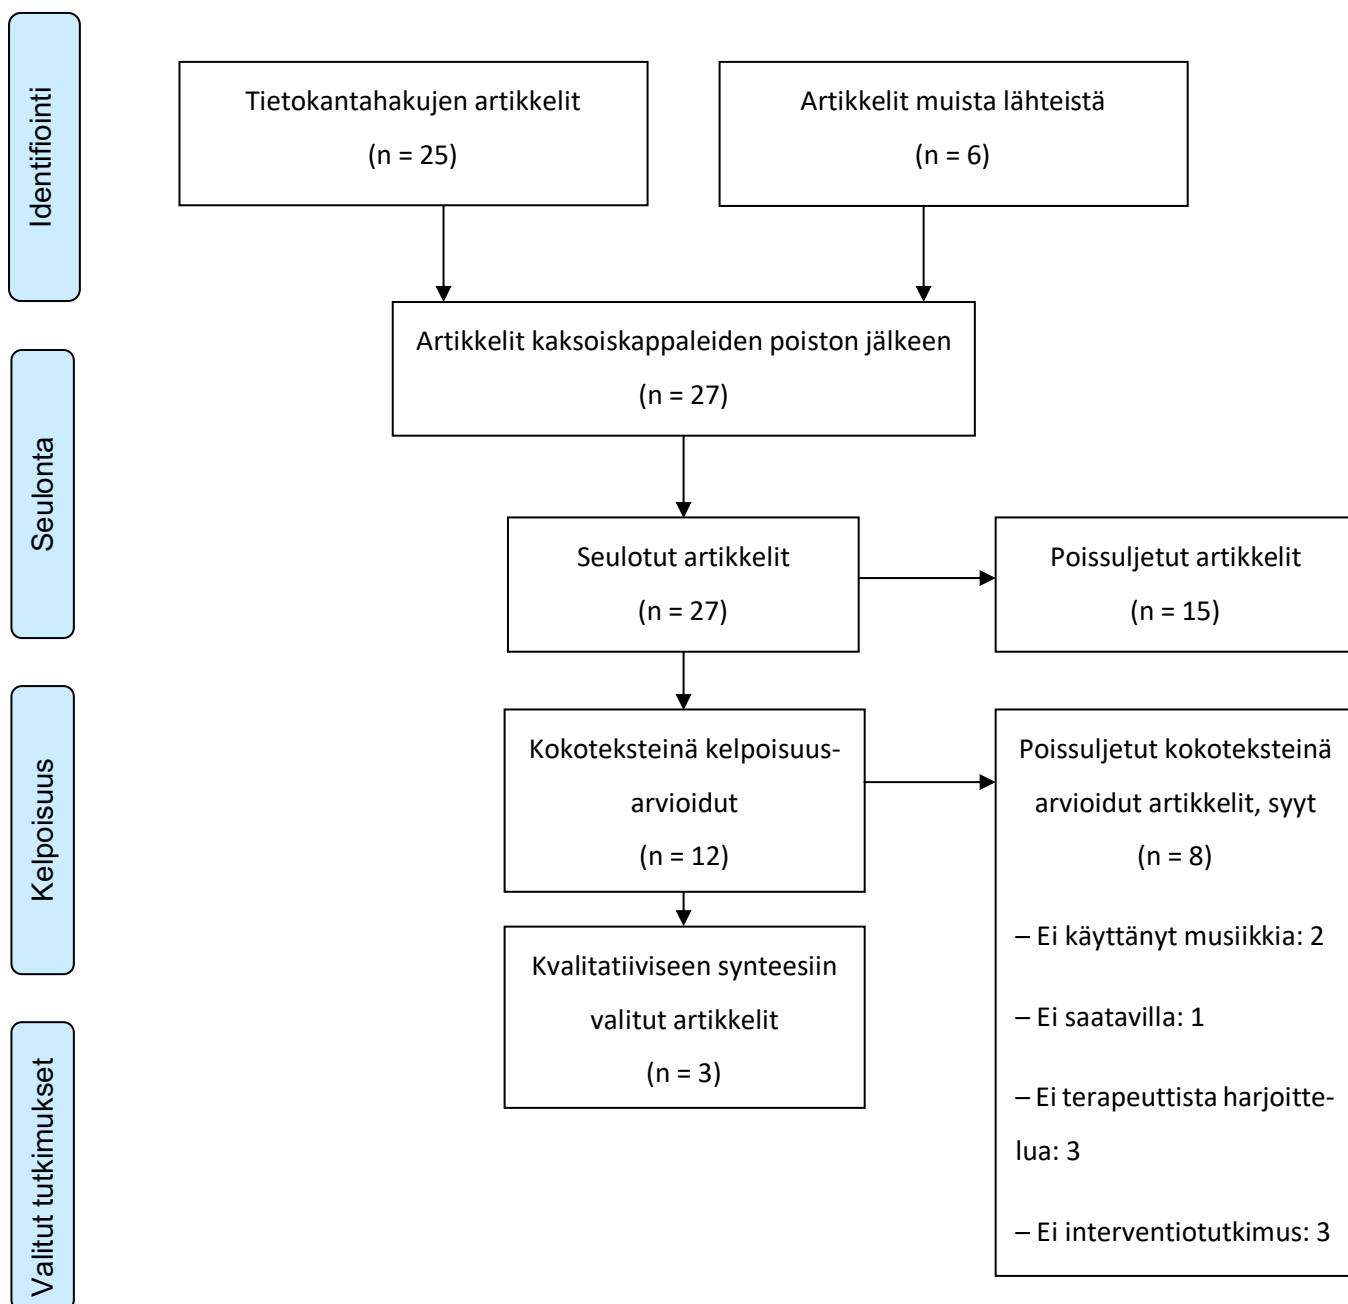 Identifiointi
Tietokantahakujen artikkelit
(n = 25)
Artikkelit muista lähteistä
(n = 6)
Artikkelit kaksoiskappaleiden poiston jälkeen
(n = 27)
Seulonta
Seulotut artikkelit
(n = 27)
Poissuljetut artikkelit
(n = 15)
Kelpoisuus
Kokoteksteinä kelpoisuus-
arvioidut
(n = 12)
Poissuljetut kokoteksteinä
arvioidut artikkelit, syyt
(n = 8)
– Ei käyttänyt musiikkia: 2
– Ei saatavilla: 1
– Ei terapeuttista harjoitte-
lua: 3
– Ei interventiotutkimus: 3
Valitut tutkimukset
Kvalitatiiviseen synteesiin
valitut artikkelit
(n = 3)